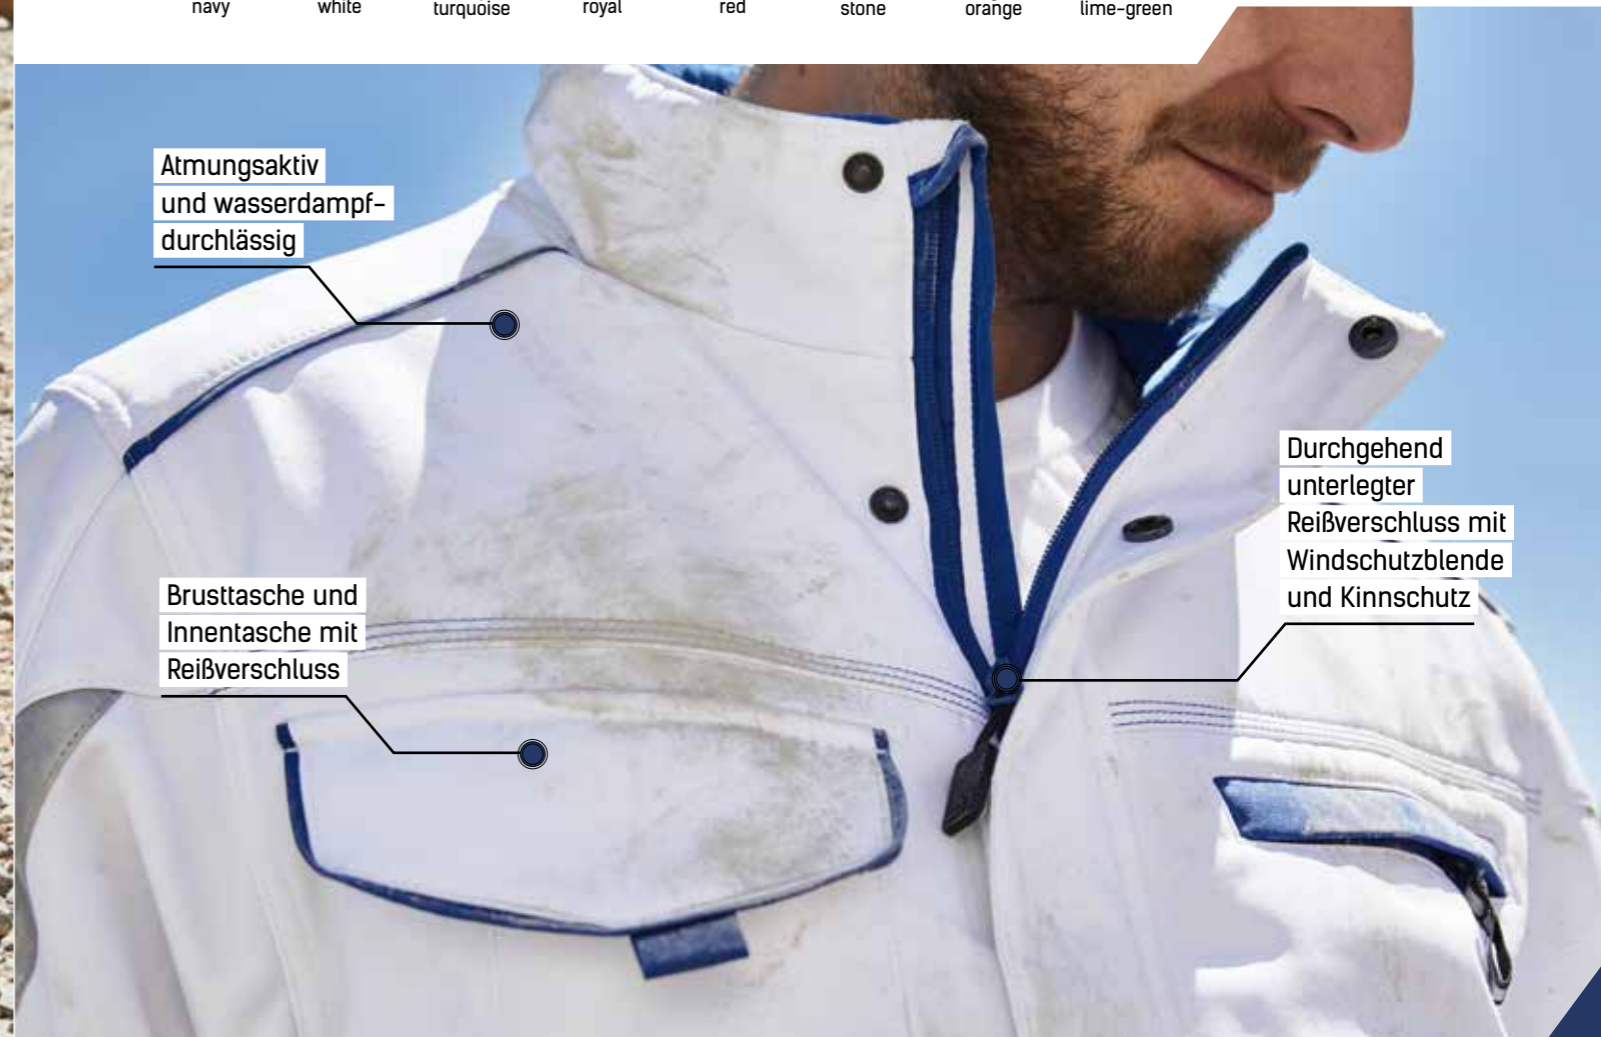 navy white turquoise royal red stone orange lime-green
Atmungsaktiv
und wasserdampf-
durchlässig
Durchgehend
unterlegter
Reißverschluss mit
Windschutzblende
und Kinnschutz
Brusttasche und
Innentasche mit
Reißverschluss